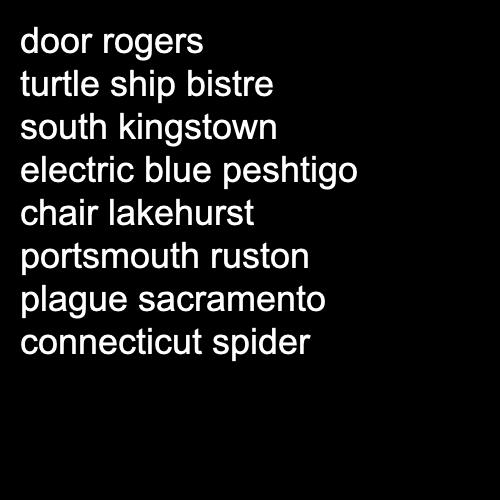 door rogers
turtle ship bistre
south kingstown
electric blue peshtigo
chair lakehurst
portsmouth ruston
plague sacramento
connecticut spider